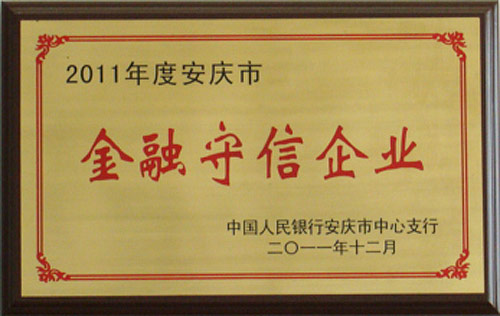 2011年度安庆市
金融守信企业
中国人民银行安庆市中心支行
二〇一一年十二月